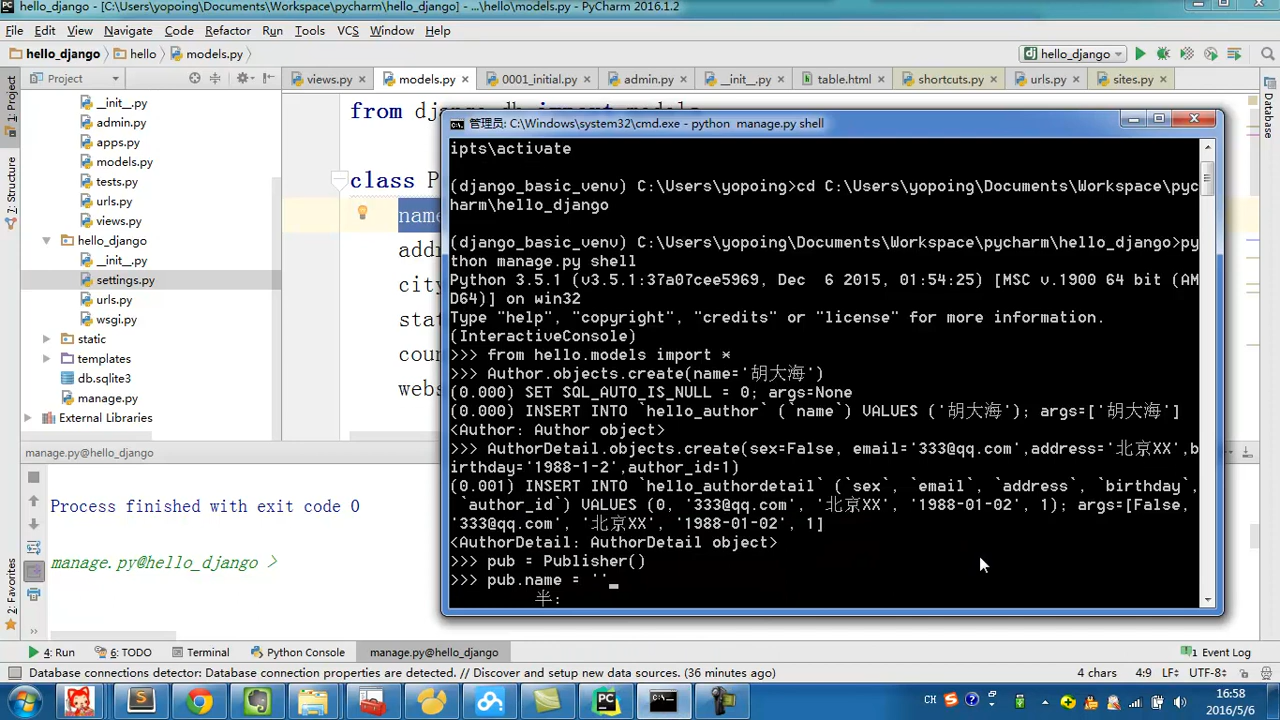 hello_django - [C:\Users\yopoing\Documents\Workspace\pycharm\hello_django] - ...\hello\models.py - PyCharm 2016.1.2
File Edit View Navigate Code Refactor Run Tools VCS Window Help
hello_django hello models.py
hello_django
Project
views.py models.py 0001_initial.py admin.py __init__.py table.html shortcuts.py urls.py sites.py
1: Project
7: Structure
2: Favorites
Database
__init__.py
admin.py
apps.py
models.py
tests.py
urls.py
views.py
hello_django
__init__.py
settings.py
urls.py
wsgi.py
static
templates
db.sqlite3
manage.py
External Libraries
from django.db import models
class P
name
addr
city
stat
coun
webs
管理员: C:\Windows\system32\cmd.exe - python manage.py shell
ipts\activate
(django_basic_venv) C:\Users\yopoing>cd C:\Users\yopoing\Documents\Workspace\pyc
harm\hello_django
(django_basic_venv) C:\Users\yopoing\Documents\Workspace\pycharm\hello_django>py
thon manage.py shell
Python 3.5.1 (v3.5.1:37a07cee5969, Dec  6 2015, 01:54:25) [MSC v.1900 64 bit (AM
D64)] on win32
Type "help", "copyright", "credits" or "license" for more information.
(InteractiveConsole)
>>> from hello.models import *
>>> Author.objects.create(name='胡大海')
(0.000) SET SQL_AUTO_IS_NULL = 0; args=None
(0.000) INSERT INTO `hello_author` (`name`) VALUES ('胡大海'); args=['胡大海']
<Author: Author object>
>>> AuthorDetail.objects.create(sex=False, email='333@qq.com',address='北京XX',b
irthday='1988-1-2',author_id=1)
(0.001) INSERT INTO `hello_authordetail` (`sex`, `email`, `address`, `birthday`,
`author_id`) VALUES (0, '333@qq.com', '北京XX', '1988-01-02', 1); args=[False,
'333@qq.com', '北京XX', '1988-01-02', 1]
<AuthorDetail: AuthorDetail object>
>>> pub = Publisher()
>>> pub.name = ''_
半:
manage.py@hello_django
Process finished with exit code 0
manage.py@hello_django >
4: Run 6: TODO Terminal Python Console manage.py@hello_django 1 Event Log
Database connections detector: Database connection properties are detected. // Discover and setup new data sources (36 minutes ago) 4 chars 4:9 LF÷ UTF-8÷
CH
16:58
2016/5/6